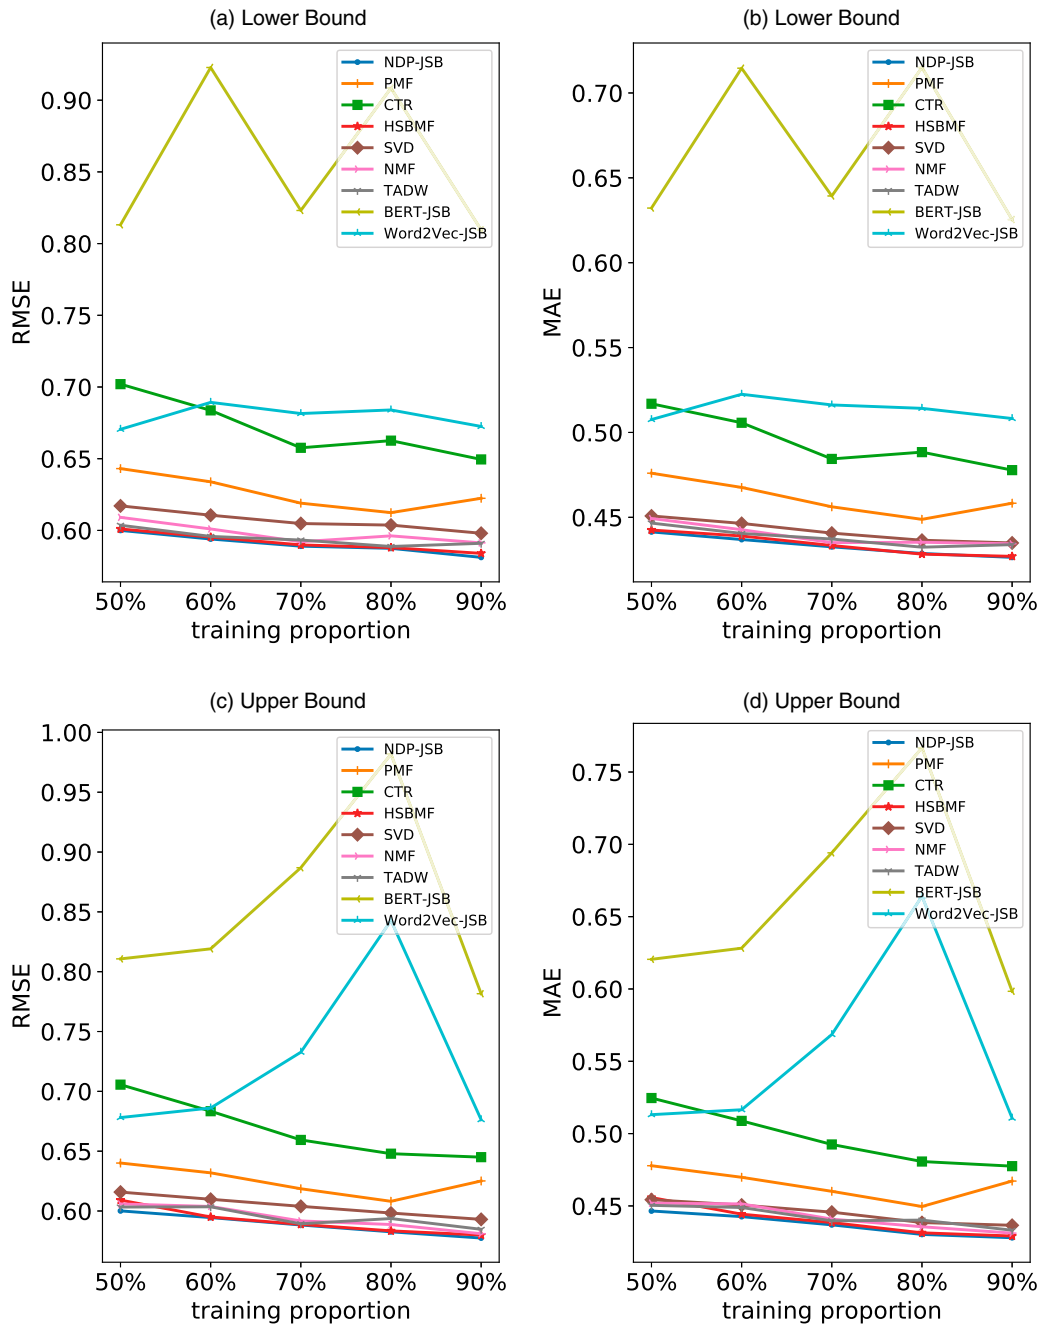 (a) Lower Bound
NDP-JSB
PMF
CTR
HSBMF
SVD
NMF
TADW
BERT-JSB
Word2Vec-JSB
0.90
0.85
0.80
0.75
0.70
0.65
0.60
RMSE
50% 60% 70% 80% 90%
training proportion
(b) Lower Bound
NDP-JSB
PMF
CTR
HSBMF
SVD
NMF
TADW
BERT-JSB
Word2Vec-JSB
0.70
0.65
0.60
0.55
0.50
0.45
MAE
50% 60% 70% 80% 90%
training proportion
(c) Upper Bound
NDP-JSB
PMF
CTR
HSBMF
SVD
NMF
TADW
BERT-JSB
Word2Vec-JSB
1.00
0.95
0.90
0.85
0.80
0.75
0.70
0.65
0.60
RMSE
50% 60% 70% 80% 90%
training proportion
(d) Upper Bound
NDP-JSB
PMF
CTR
HSBMF
SVD
NMF
TADW
BERT-JSB
Word2Vec-JSB
0.75
0.70
0.65
0.60
0.55
0.50
0.45
MAE
50% 60% 70% 80% 90%
training proportion